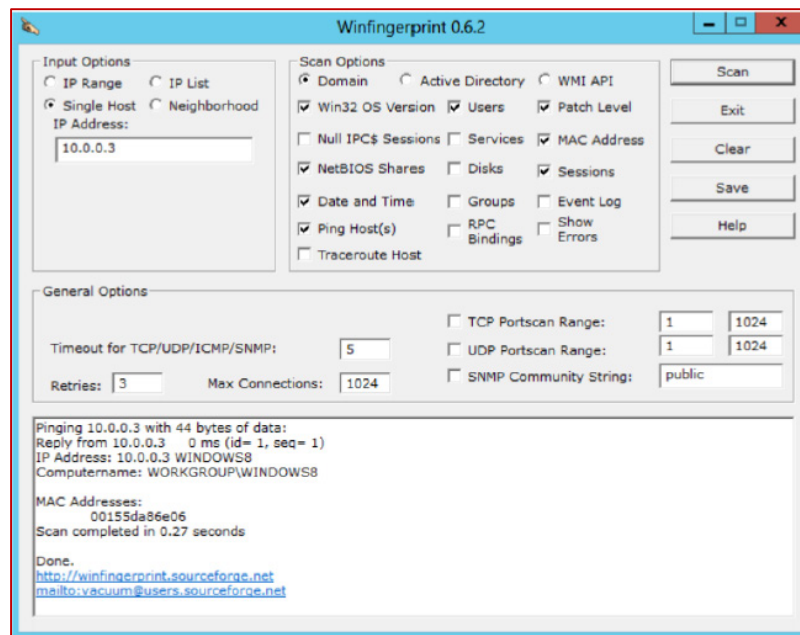 Winfingerprint 0.6.2
Input Options
IP Range IP List
Single Host Neighborhood
IP Address:
10.0.0.3
Scan Options
Domain Active Directory WMI API
Win32 OS Version Users Patch Level
Null IPC$ Sessions Services MAC Address
NetBIOS Shares Disks Sessions
Date and Time Groups Event Log
Ping Host(s) RPC Bindings Show Errors
Traceroute Host
Scan
Exit
Clear
Save
Help
General Options
Timeout for TCP/UDP/ICMP/SNMP: 5
Retries: 3 Max Connections: 1024
TCP Portscan Range: 1 1024
UDP Portscan Range: 1 1024
SNMP Community String: public
Pinging 10.0.0.3 with 44 bytes of data:
Reply from 10.0.0.3 0 ms (id= 1, seq= 1)
IP Address: 10.0.0.3 WINDOWS8
Computername: WORKGROUP\WINDOWS8
MAC Addresses:
00155da86e06
Scan completed in 0.27 seconds
Done.
http://winfingerprint.sourceforge.net
mailto:vacuum@users.sourceforge.net